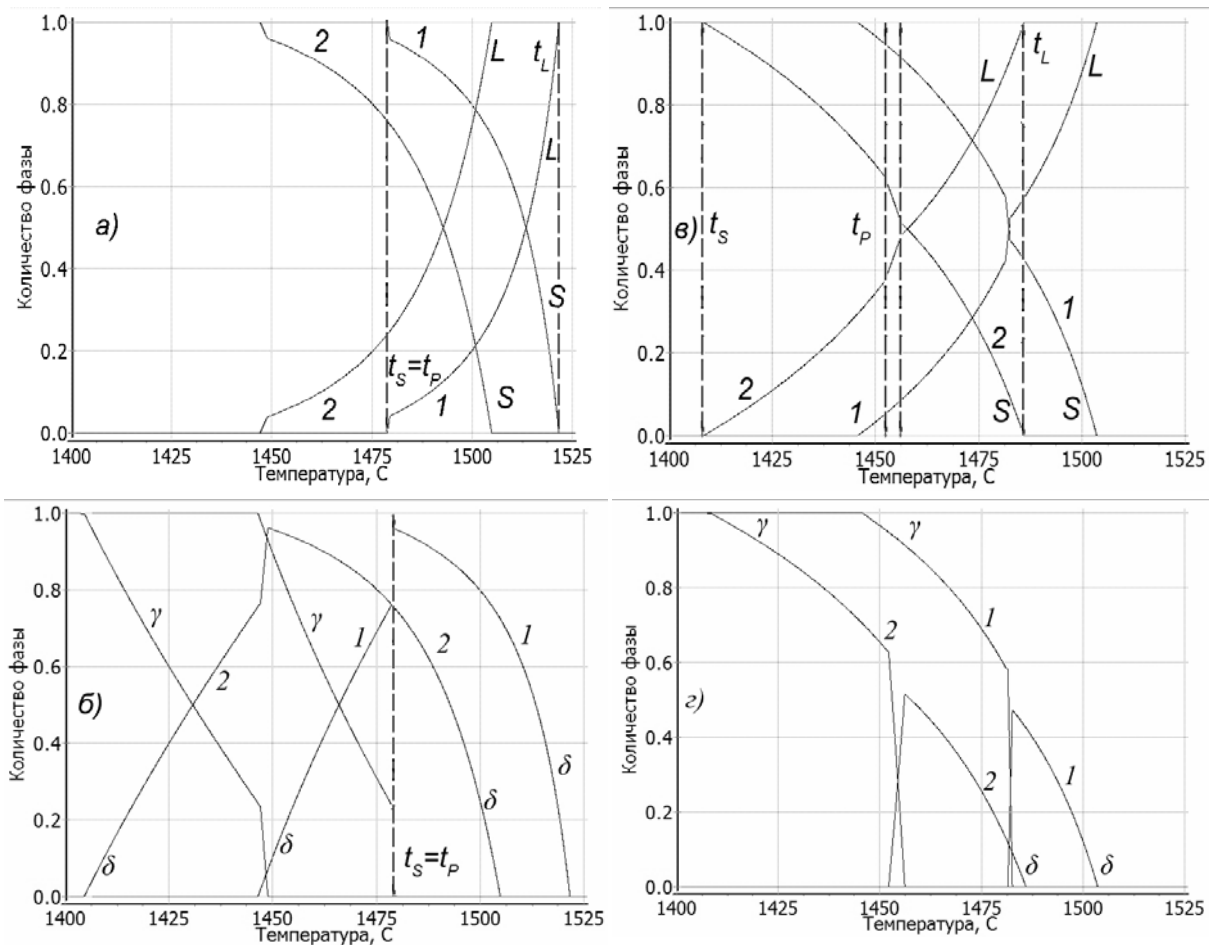 а)
Количество фазы
1.0
0.8
0.6
0.4
0.2
0.0
2
1
L
t_L
L
S
t_S=t_P
2
1
S
1400
1425
1450
1475
1500
1525
Температура, С
в)
Количество фазы
1.0
0.8
0.6
0.4
0.2
0.0
L
t_L
L
t_S
t_P
1
2
2
1
S
S
1400
1425
1450
1475
1500
1525
Температура, С
б)
Количество фазы
1.0
0.8
0.6
0.4
0.2
0.0
γ
γ
1
2
1
2
δ
δ
δ
δ
t_S=t_P
1400
1425
1450
1475
1500
1525
Температура, С
г)
Количество фазы
1.0
0.8
0.6
0.4
0.2
0.0
γ
γ
1
2
2
1
δ
δ
1400
1425
1450
1475
1500
1525
Температура, С